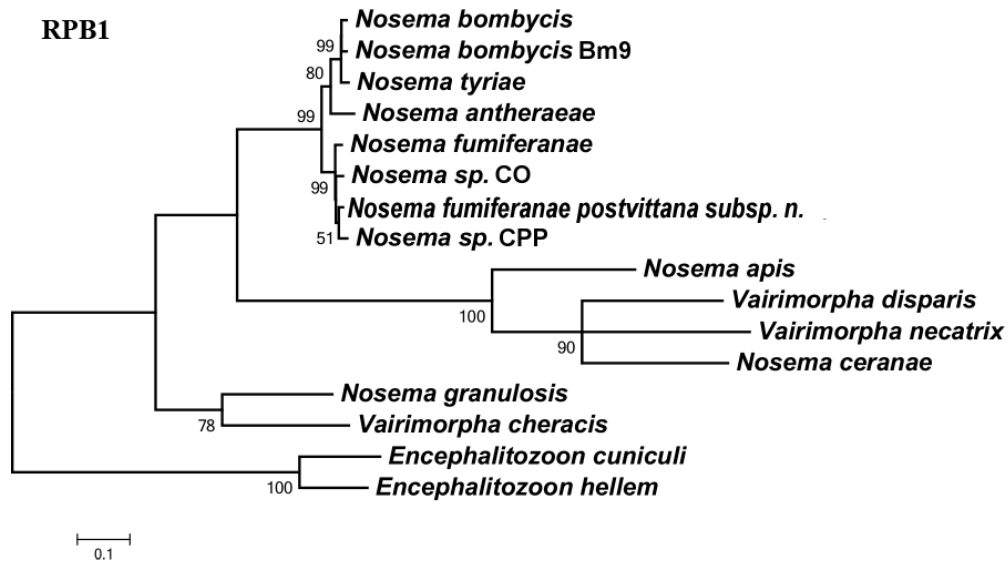 RPB1
Nosema bombycis
99
Nosema bombycis Bm9
80
Nosema tyriae
99
Nosema antheraeae
Nosema fumiferanae
99
Nosema sp. CO
Nosema fumiferanae postvittana subsp. n.
51
Nosema sp. CPP
Nosema apis
100
Vairimorpha disparis
Vairimorpha necatrix
90
Nosema ceranae
Nosema granulosis
78
Vairimorpha cheracis
Encephalitozoon cuniculi
100
Encephalitozoon hellem
0.1